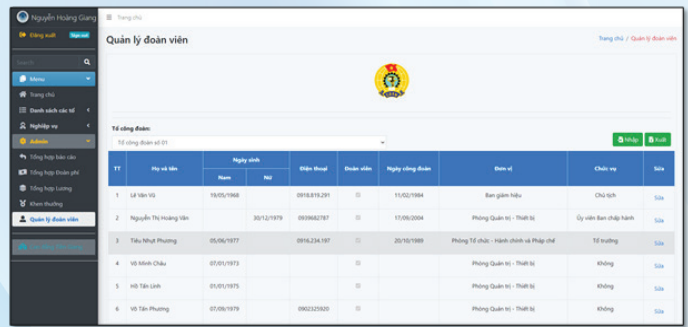 Nguyễn Hoàng Giang
Trang chủ
Đăng xuất
Sign out
Quản lý đoàn viên
Trang chủ / Quản lý đoàn viên
Search
Menu
Trang chủ
Danh sách các tổ
Nghiệp vụ
Admin
Tổng hợp báo cáo
Tổng hợp Đoàn phí
Tổng hợp Lương
Khen thưởng
Quản lý đoàn viên
Tổ công đoàn:
Tổ công đoàn số 01
Nhập
Xuất
TT Họ và tên Ngày sinh Điện thoại Đoàn viên Ngày công đoàn Đơn vị Chức vụ Sửa
Nam Nữ
1 Lê Văn Vũ 19/05/1968 0918.819.291 11/02/1984 Ban giám hiệu Chủ tịch Sửa
2 Nguyễn Thị Hoàng Vân 30/12/1979 0939682787 17/09/2004 Phòng Quản trị - Thiết bị Ủy viên Ban chấp hành Sửa
3 Tiêu Nhựt Phương 05/06/1977 0916.234.197 20/10/1989 Phòng Tổ chức - Hành chính và Pháp chế Tổ trưởng Sửa
4 Võ Minh Châu 07/01/1973 Phòng Quản trị - Thiết bị Không Sửa
5 Hồ Tấn Linh 01/01/1975 Phòng Quản trị - Thiết bị Không Sửa
6 Võ Tấn Phương 07/09/1979 0902325920 Phòng Quản trị - Thiết bị Không Sửa